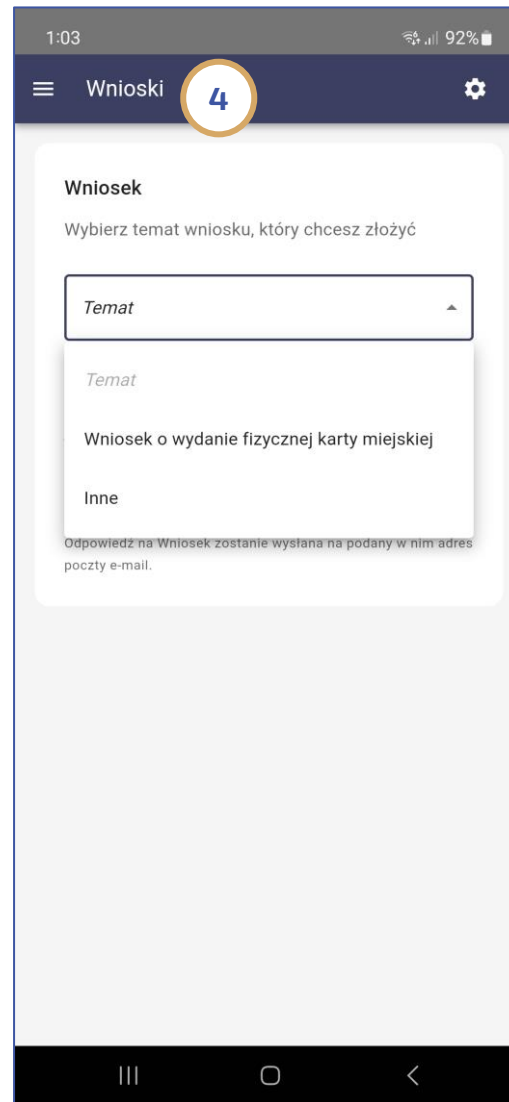 1:03 92%
Wnioski 4
Wniosek
Wybierz temat wniosku, który chcesz złożyć
Temat
Temat
Wniosek o wydanie fizycznej karty miejskiej
Inne
Odpowiedź na Wniosek zostanie wysłana na podany w nim adres
poczty e-mail.